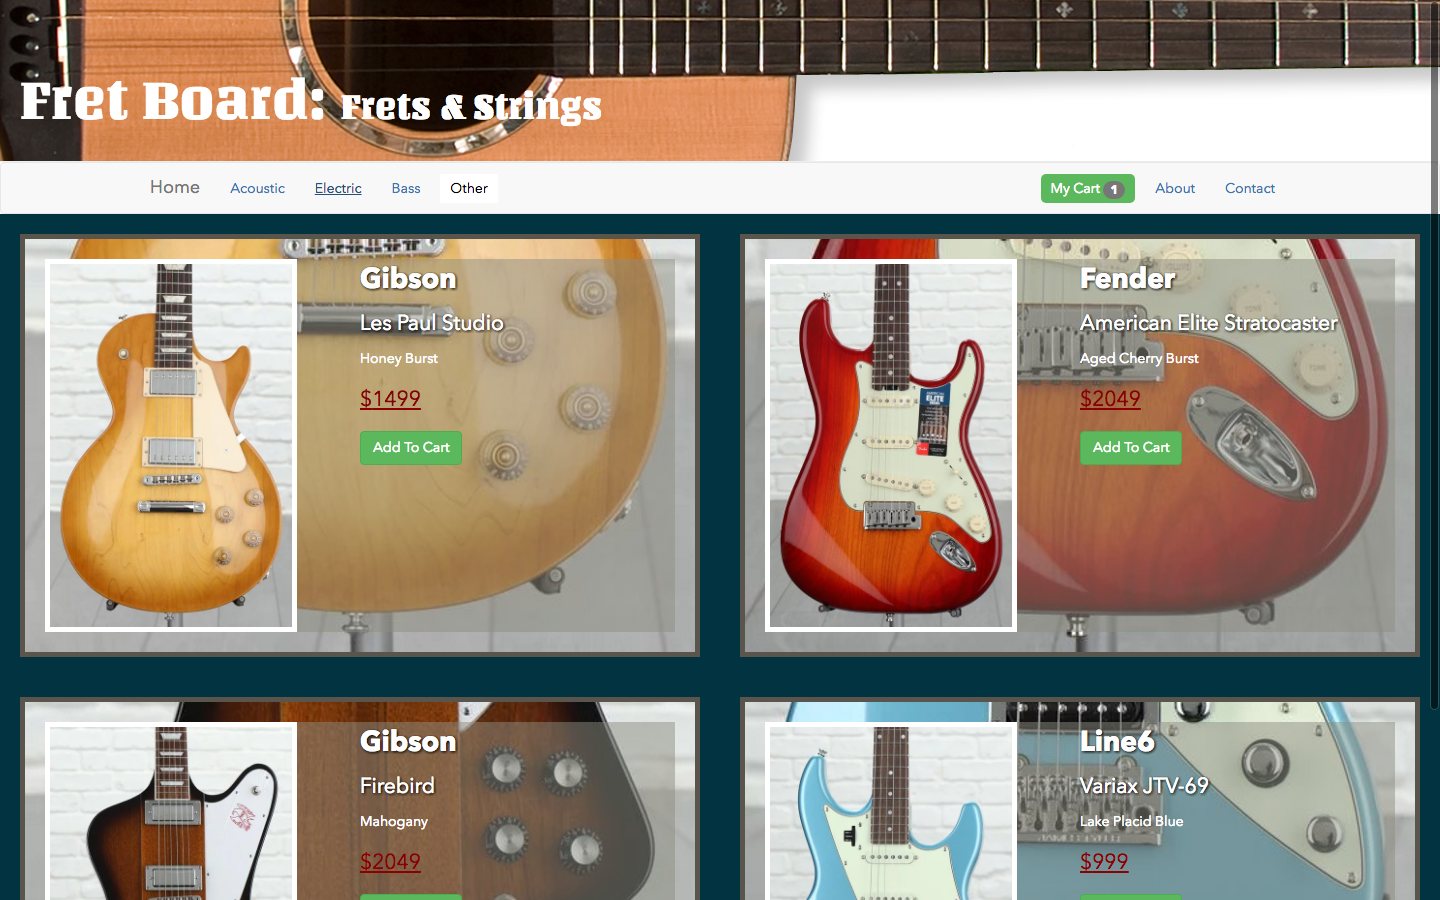 Fret Board: Frets & Strings
Home Acoustic Electric Bass Other My Cart 1 About Contact
Gibson
Les Paul Studio
Honey Burst
$1499
Add To Cart
Fender
American Elite Stratocaster
Aged Cherry Burst
$2049
Add To Cart
ELITE
Gibson
Firebird
Mahogany
$2049
Line6
Variax JTV-69
Lake Placid Blue
$999